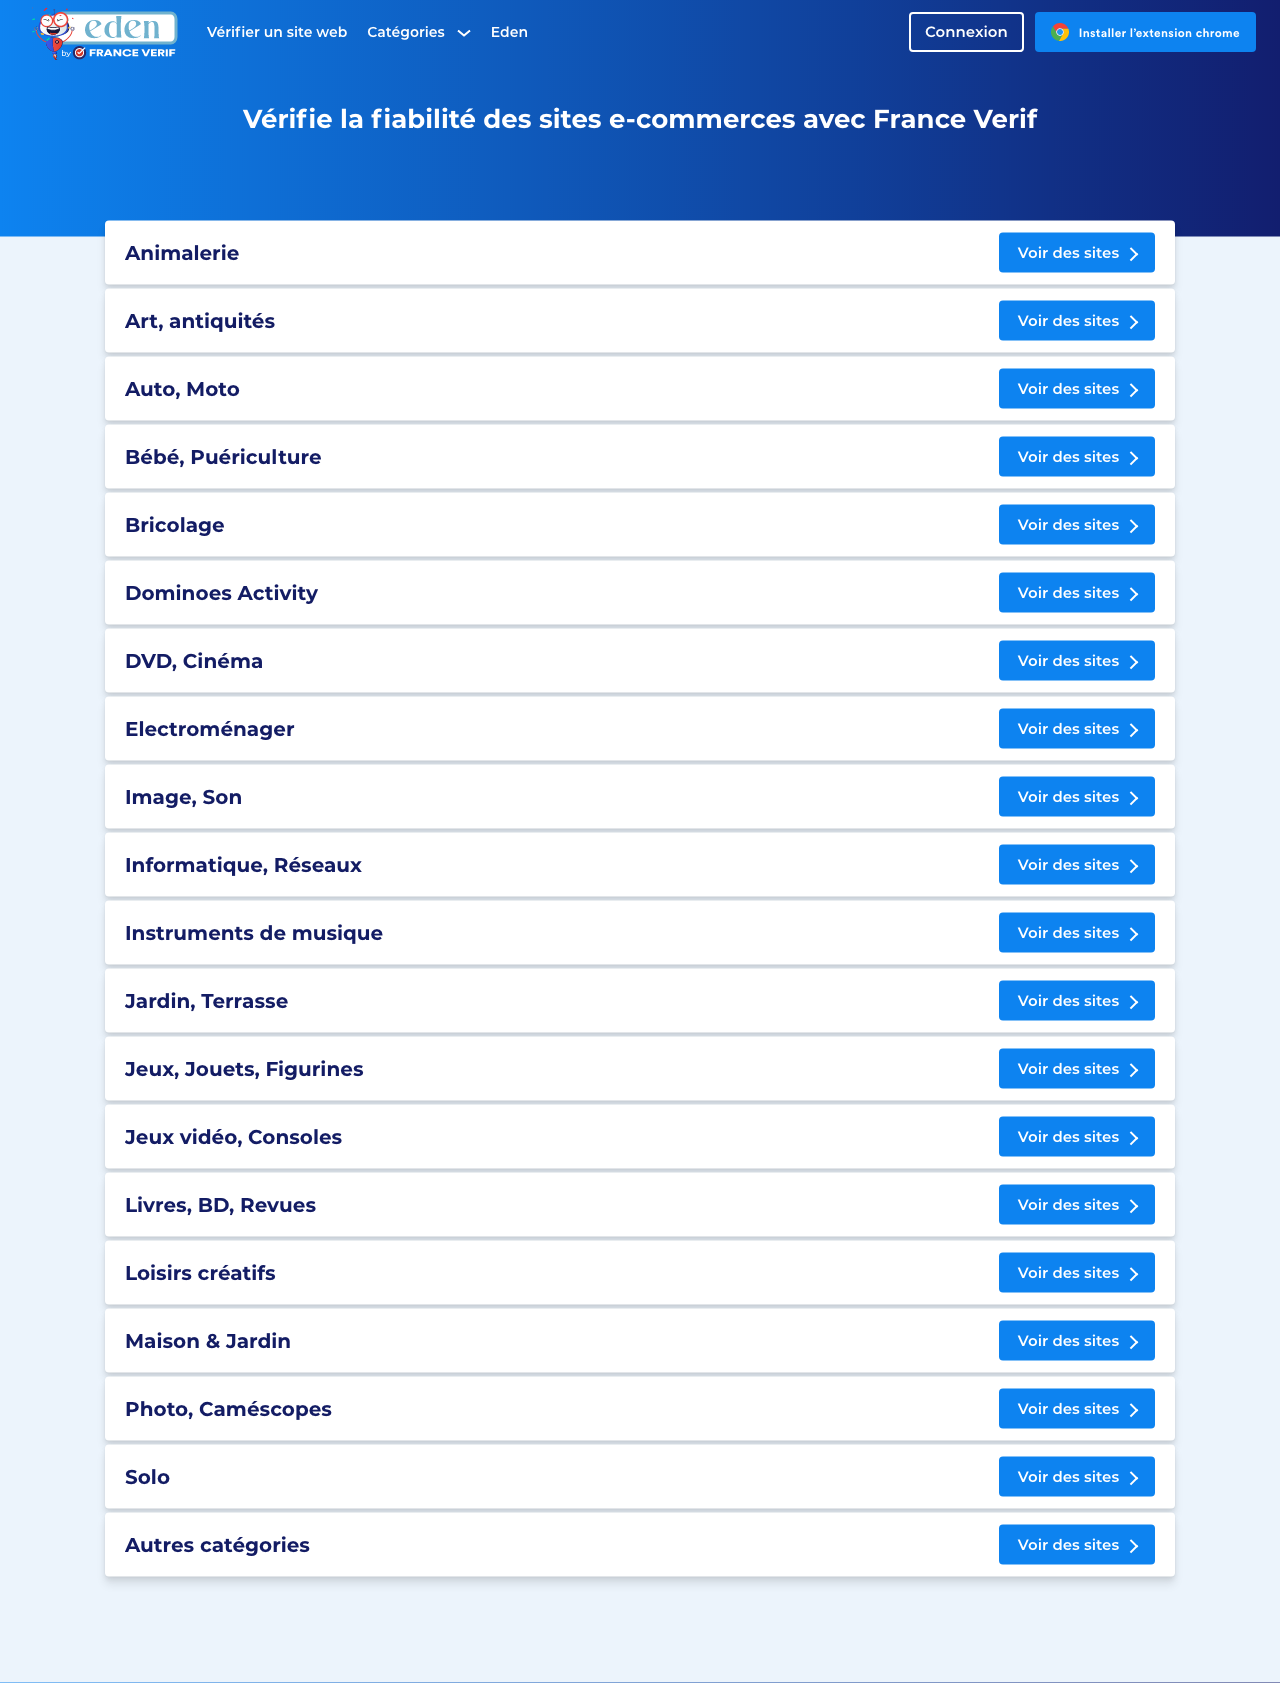 eden
by FRANCE VERIF
Vérifier un site web Catégories Eden
Connexion
Installer l'extension chrome
Vérifie la fiabilité des sites e-commerces avec France Verif
Animalerie Voir des sites
Art, antiquités Voir des sites
Auto, Moto Voir des sites
Bébé, Puériculture Voir des sites
Bricolage Voir des sites
Dominoes Activity Voir des sites
DVD, Cinéma Voir des sites
Electroménager Voir des sites
Image, Son Voir des sites
Informatique, Réseaux Voir des sites
Instruments de musique Voir des sites
Jardin, Terrasse Voir des sites
Jeux, Jouets, Figurines Voir des sites
Jeux vidéo, Consoles Voir des sites
Livres, BD, Revues Voir des sites
Loisirs créatifs Voir des sites
Maison & Jardin Voir des sites
Photo, Caméscopes Voir des sites
Solo Voir des sites
Autres catégories Voir des sites